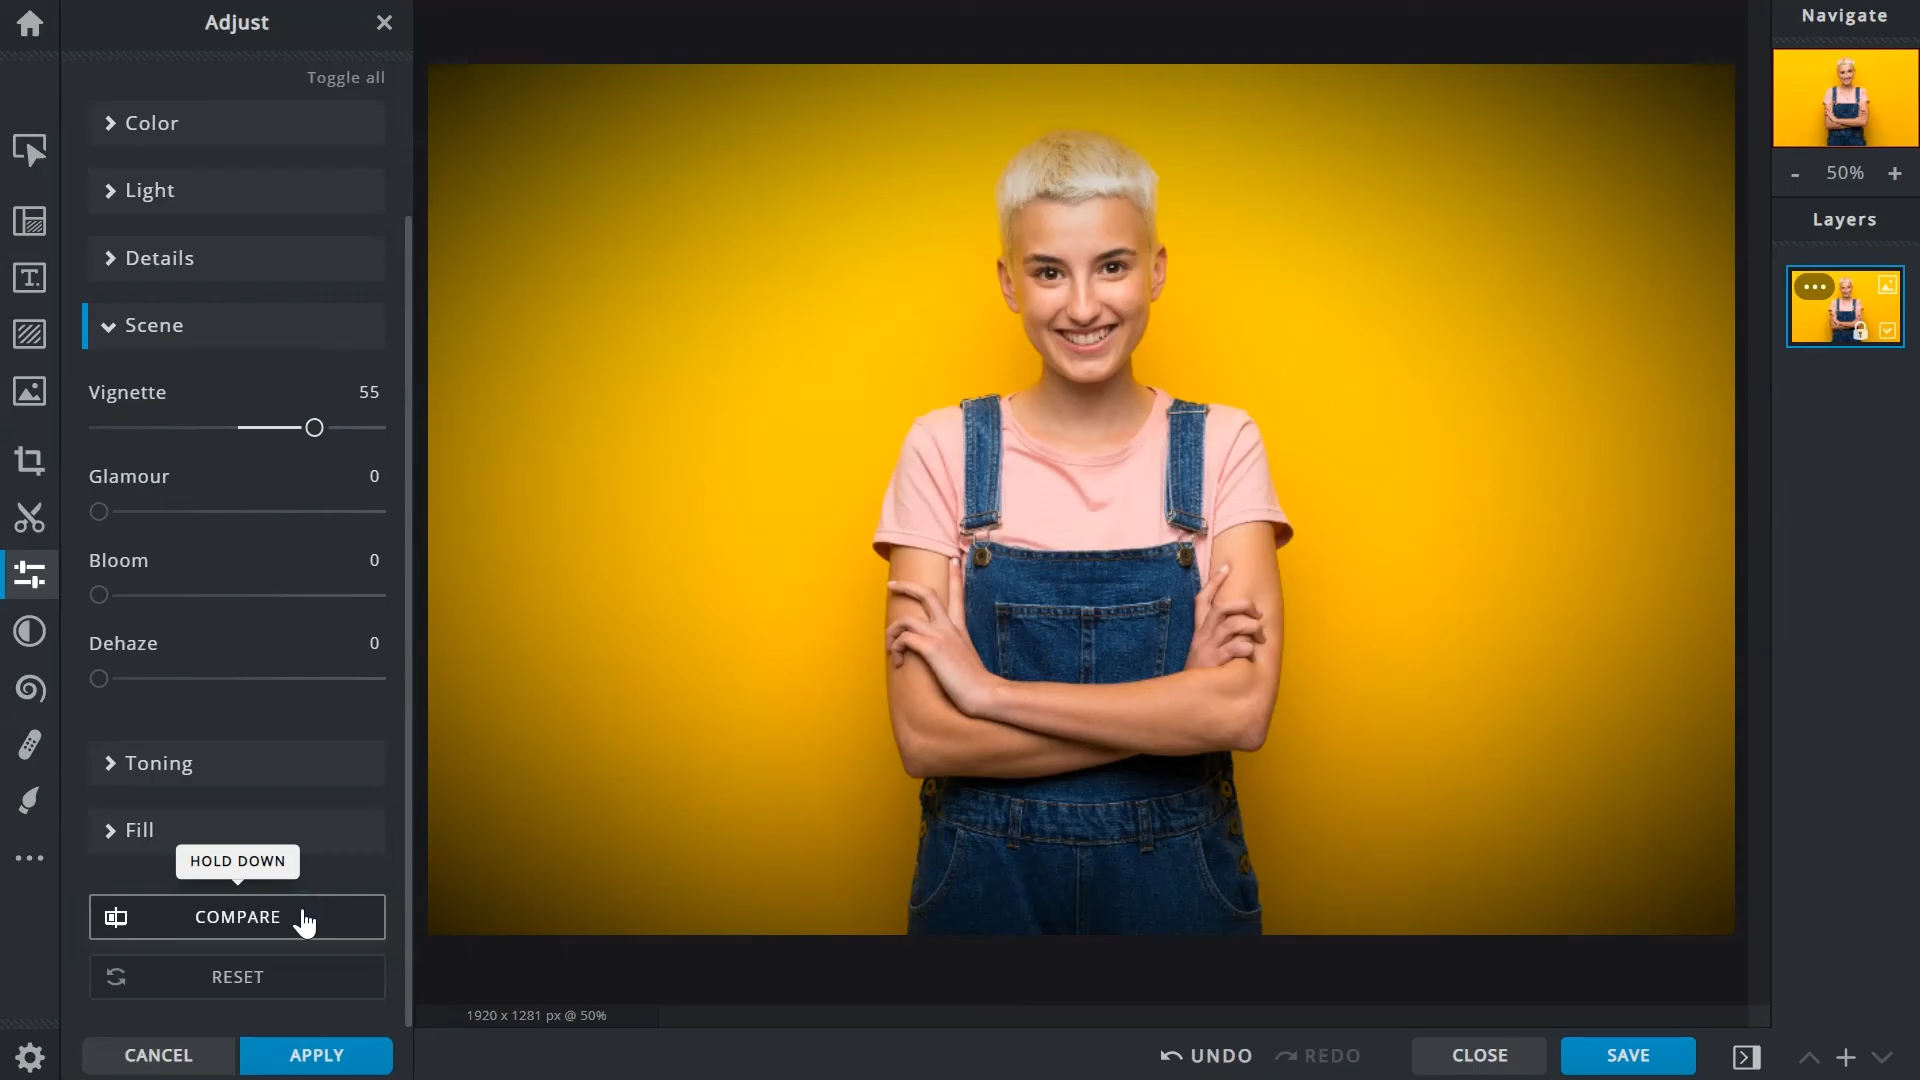 Adjust
Toggle all
Color
Light
Details
Scene
Vignette 55
Glamour 0
Bloom 0
Dehaze 0
Toning
Fill
HOLD DOWN
COMPARE
RESET
CANCEL APPLY
1920 x 1281 px @ 50%
UNDO REDO CLOSE SAVE
Navigate
- 50% +
Layers